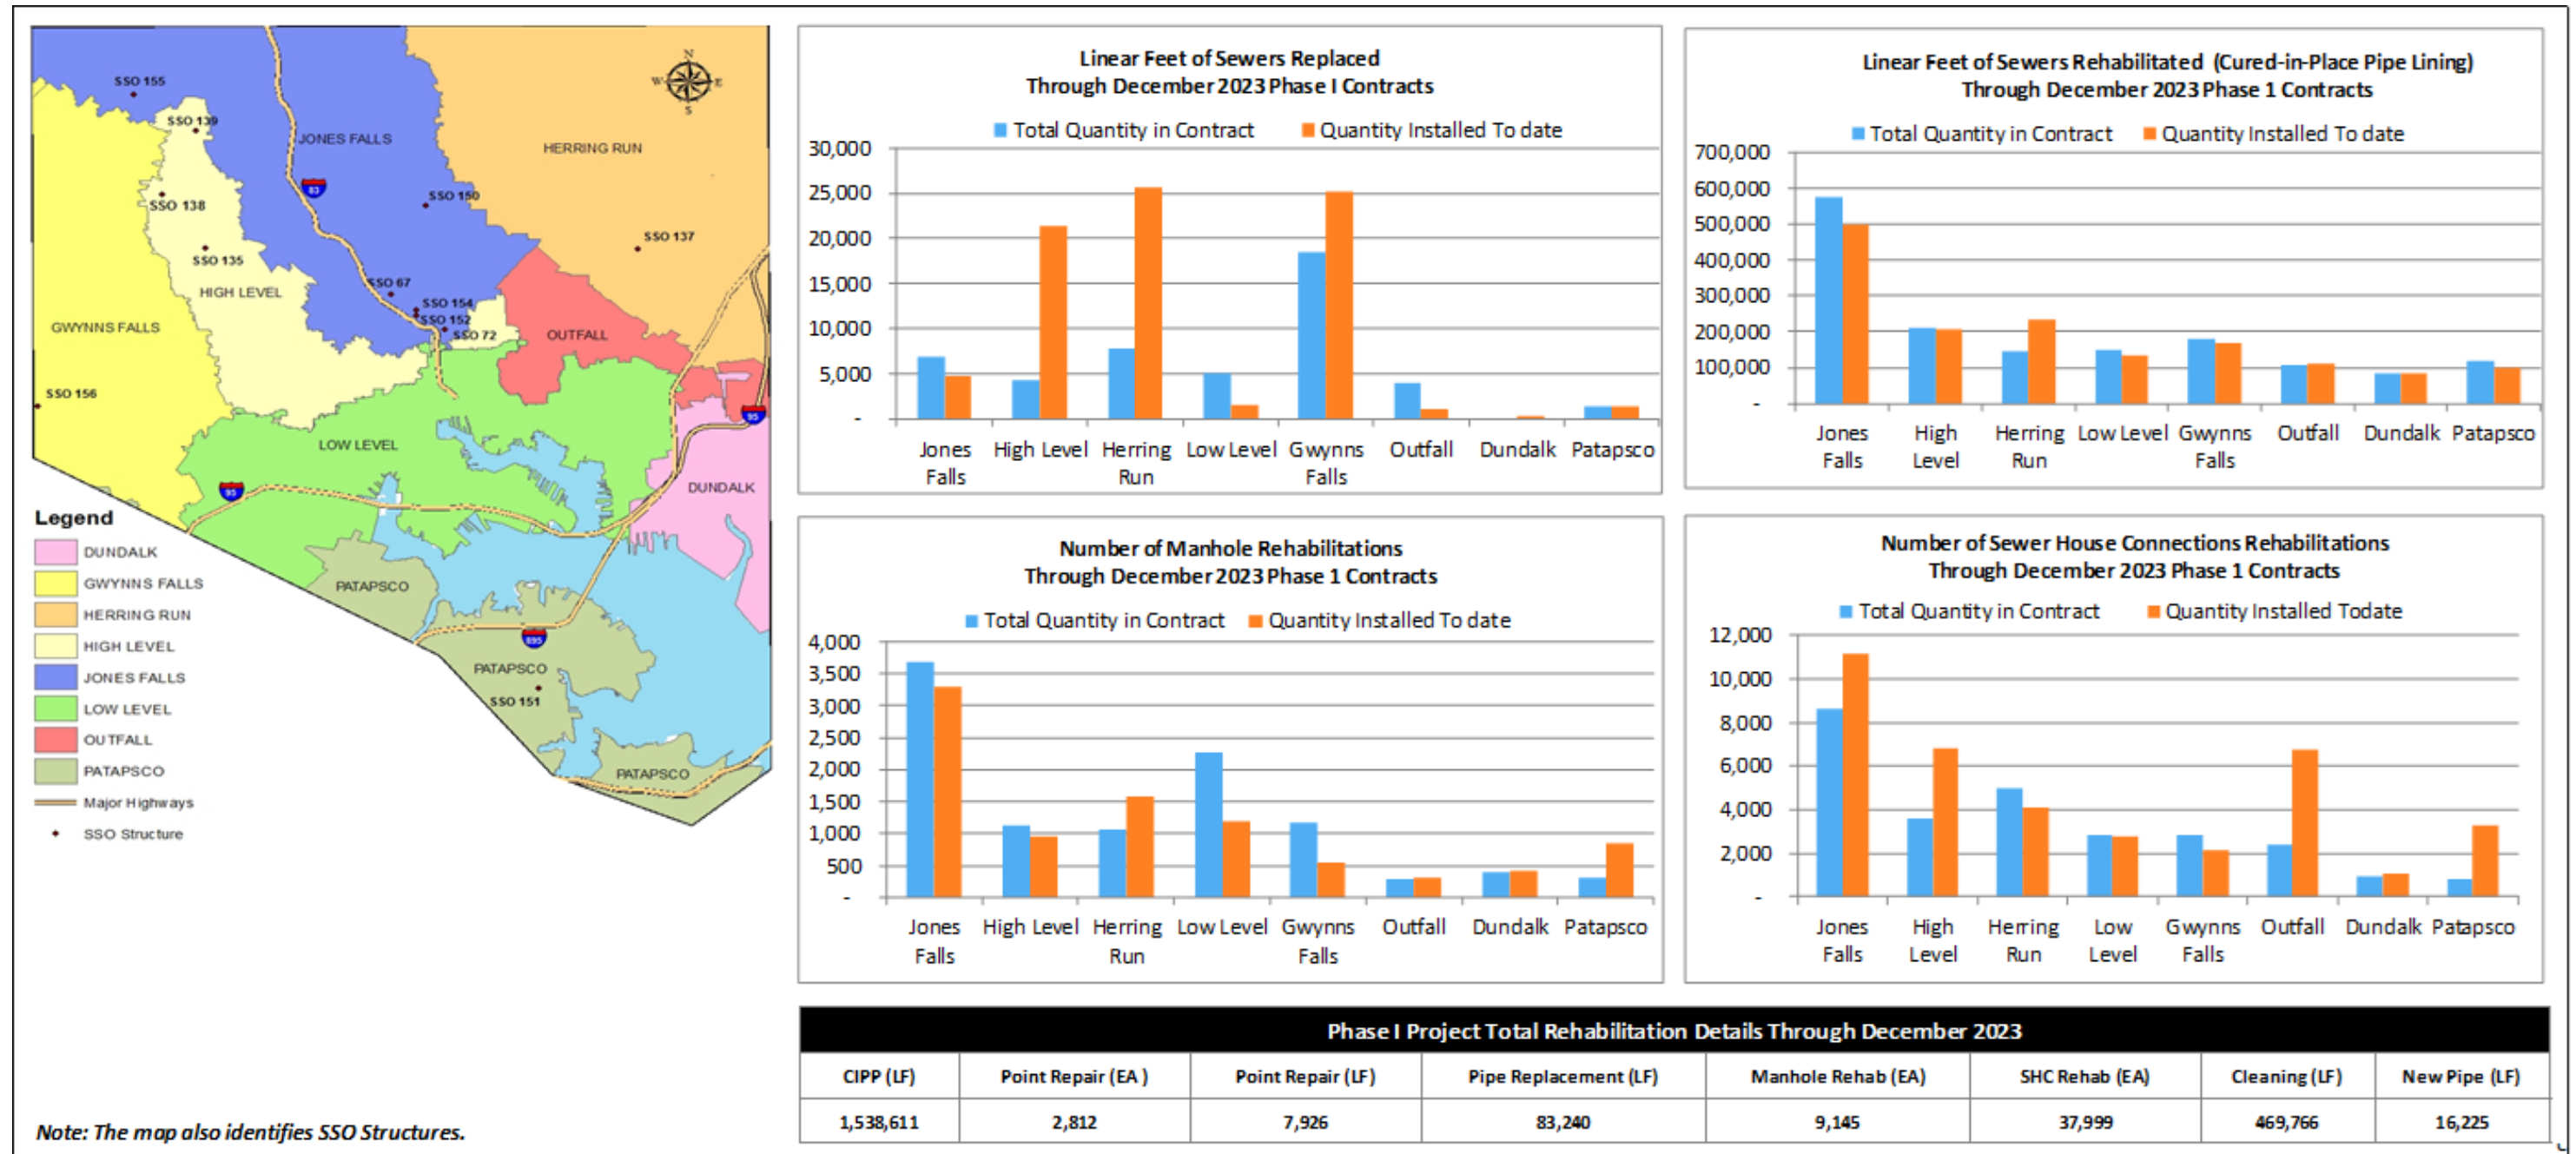 SSO 155
SSO 139
JONES FALLS
HERRING RUN
N
W
E
S
83
SSO 138
SSO 150
SSO 137
SSO 135
HIGH LEVEL
SSO 67
SSO 154
SSO 152
SSO 72
GWYNNS FALLS
OUTFALL
SSO 156
95
LOW LEVEL
95
DUNDALK
PATAPSCO
895
PATAPSCO
SSO 151
PATAPSCO
Legend
DUNDALK
GWYNNS FALLS
HERRING RUN
HIGH LEVEL
JONES FALLS
LOW LEVEL
OUTFALL
PATAPSCO
Major Highways
SSO Structure
Note: The map also identifies SSO Structures.
Linear Feet of Sewers Replaced
Through December 2023 Phase I Contracts
Total Quantity in Contract
Quantity Installed To date
30,000
25,000
20,000
15,000
10,000
5,000
-
Jones Falls
High Level
Herring Run
Low Level
Gwynns Falls
Outfall
Dundalk
Patapsco
Linear Feet of Sewers Rehabilitated (Cured-in-Place Pipe Lining)
Through December 2023 Phase 1 Contracts
Total Quantity in Contract
Quantity Installed To date
700,000
600,000
500,000
400,000
300,000
200,000
100,000
-
Jones Falls
High Level
Herring Run
Low Level
Gwynns Falls
Outfall
Dundalk
Patapsco
Number of Manhole Rehabilitations
Through December 2023 Phase 1 Contracts
Total Quantity in Contract
Quantity Installed To date
4,000
3,500
3,000
2,500
2,000
1,500
1,000
500
-
Jones Falls
High Level
Herring Run
Low Level
Gwynns Falls
Outfall
Dundalk
Patapsco
Number of Sewer House Connections Rehabilitations
Through December 2023 Phase 1 Contracts
Total Quantity in Contract
Quantity Installed Todate
12,000
10,000
8,000
6,000
4,000
2,000
-
Jones Falls
High Level
Herring Run
Low Level
Gwynns Falls
Outfall
Dundalk
Patapsco
Phase I Project Total Rehabilitation Details Through December 2023
CIPP (LF) Point Repair (EA ) Point Repair (LF) Pipe Replacement (LF) Manhole Rehab (EA) SHC Rehab (EA) Cleaning (LF) New Pipe (LF)
1,538,611 2,812 7,926 83,240 9,145 37,999 469,766 16,225